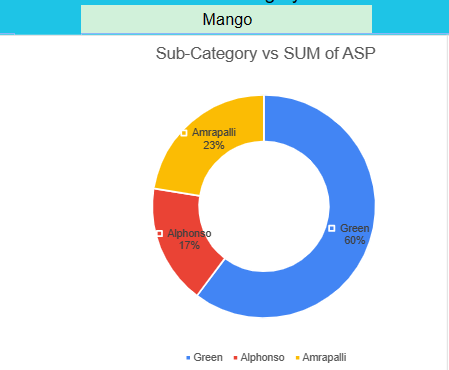 Mango
Sub-Category vs SUM of ASP
Amrapalli
23%
Green
60%
Alphonso
17%
Green
Alphonso
Amrapalli